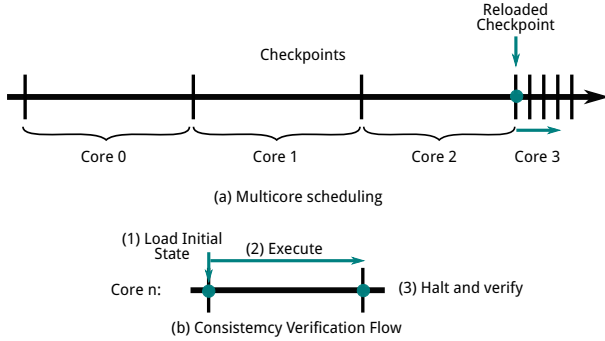 Reloaded
Checkpoint
Checkpoints
Core 0
Core 1
Core 2
Core 3
(a) Multicore scheduling
(1) Load Initial
State
(2) Execute
Core n:
(3) Halt and verify
(b) Consistemcy Verification Flow